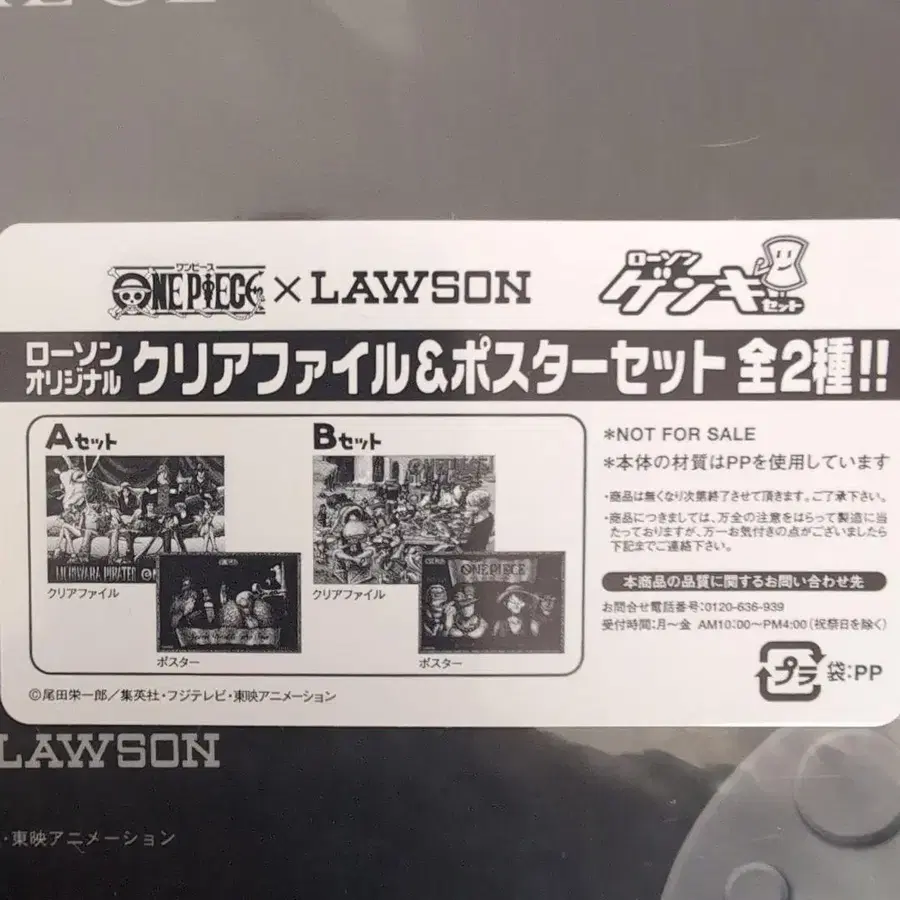 ワンピース
ONE PIECE × LAWSON
ローソン
ゲンキ
セット
ローソン
オリジナル クリアファイル&ポスターセット 全2種!!
Aセット
Bセット
クリアファイル
ポスター
クリアファイル
ポスター
ONE PIECE
*NOT FOR SALE
*本体の材質はPPを使用しています
・商品は無くなり次第終了させて頂きます。ご了承下さい。
・商品につきましては、万全の注意をはらって製造に当
たっておりますが、万一お気付きの点がございましたら
下記までご連絡下さい。
本商品の品質に関するお問い合わせ先
お問合せ電話番号:0120-636-939
受付時間:月～金 AM10:00～PM4:00(祝祭日を除く)
プラ 袋:PP
©尾田栄一郎／集英社・フジテレビ・東映アニメーション
LAWSON
・東映アニメーション